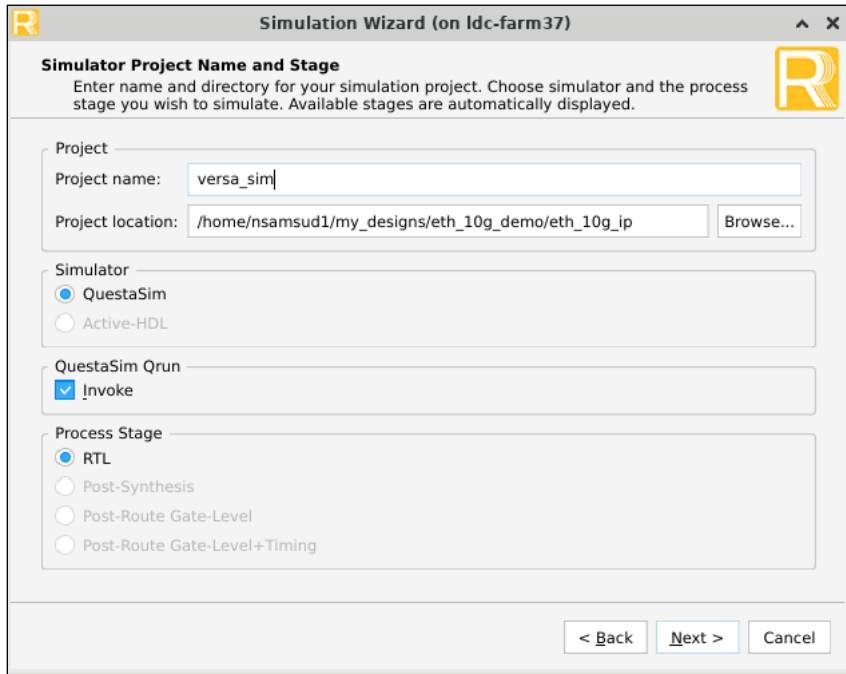 Simulation Wizard (on ldc-farm37)
Simulator Project Name and Stage
Enter name and directory for your simulation project. Choose simulator and the process
stage you wish to simulate. Available stages are automatically displayed.
Project
Project name: versa_sim
Project location: /home/nsamsud1/my_designs/eth_10g_demo/eth_10g_ip Browse...
Simulator
QuestaSim
Active-HDL
QuestaSim Qrun
Invoke
Process Stage
RTL
Post-Synthesis
Post-Route Gate-Level
Post-Route Gate-Level+Timing
< Back Next > Cancel